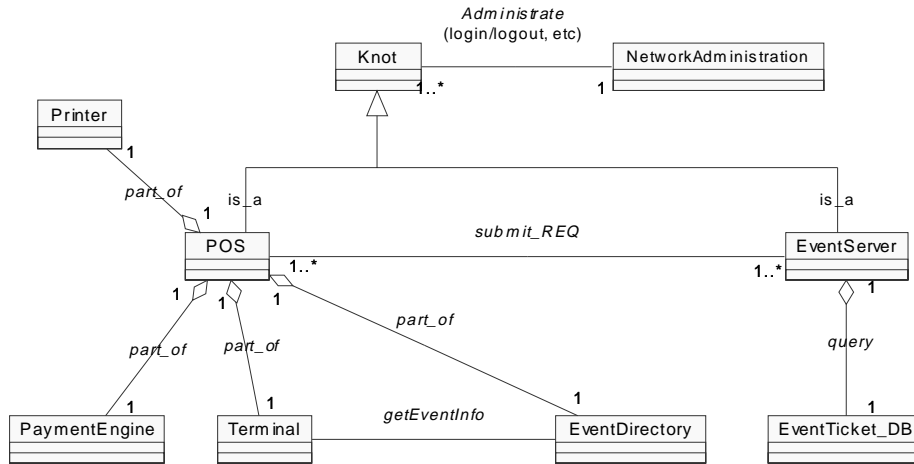 Administrate
(login/logout, etc)
Knot
NetworkAdministration
1..*
1
Printer
1
part_of
1
is_a
is_a
POS
submit_REQ
EventServer
1..*
1..*
1
1
1
1
part_of
part_of
part_of
query
1
1
1
1
getEventInfo
PaymentEngine
Terminal
EventDirectory
EventTicket_DB